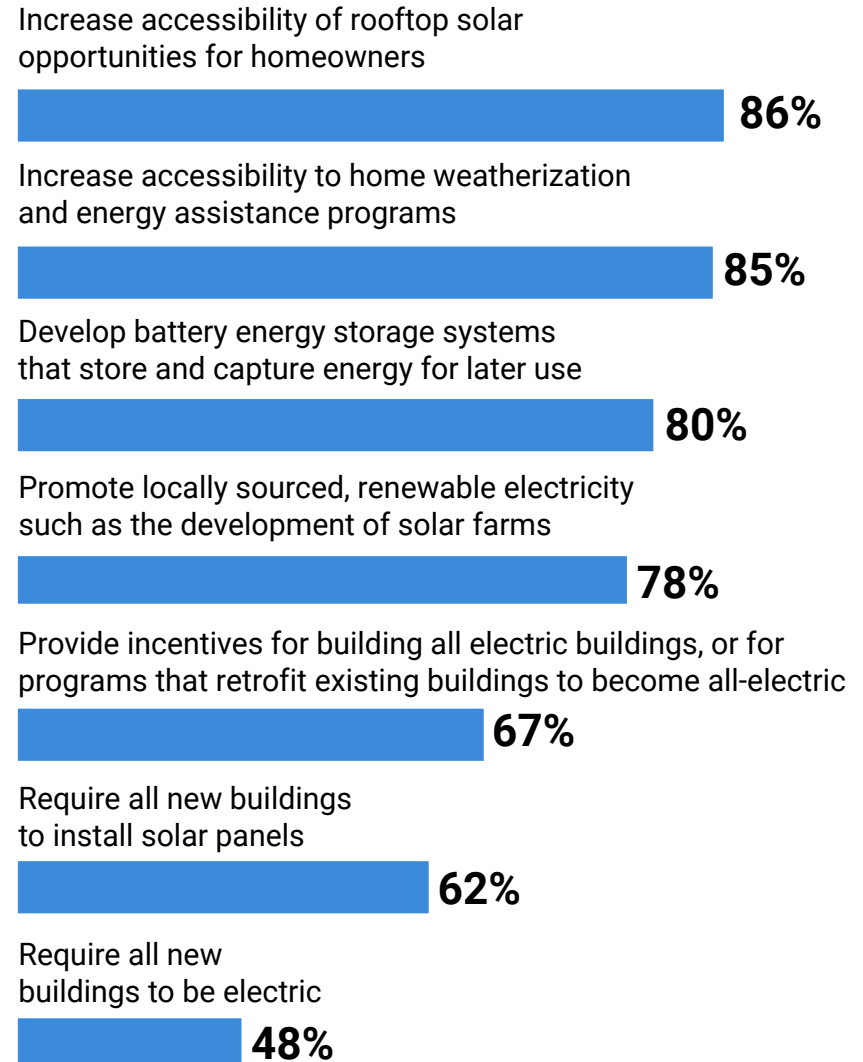 Increase accessibility of rooftop solar
opportunities for homeowners
86%
Increase accessibility to home weatherization
and energy assistance programs
85%
Develop battery energy storage systems
that store and capture energy for later use
80%
Promote locally sourced, renewable electricity
such as the development of solar farms
78%
Provide incentives for building all electric buildings, or for
programs that retrofit existing buildings to become all-electric
67%
Require all new buildings
to install solar panels
62%
Require all new
buildings to be electric
48%